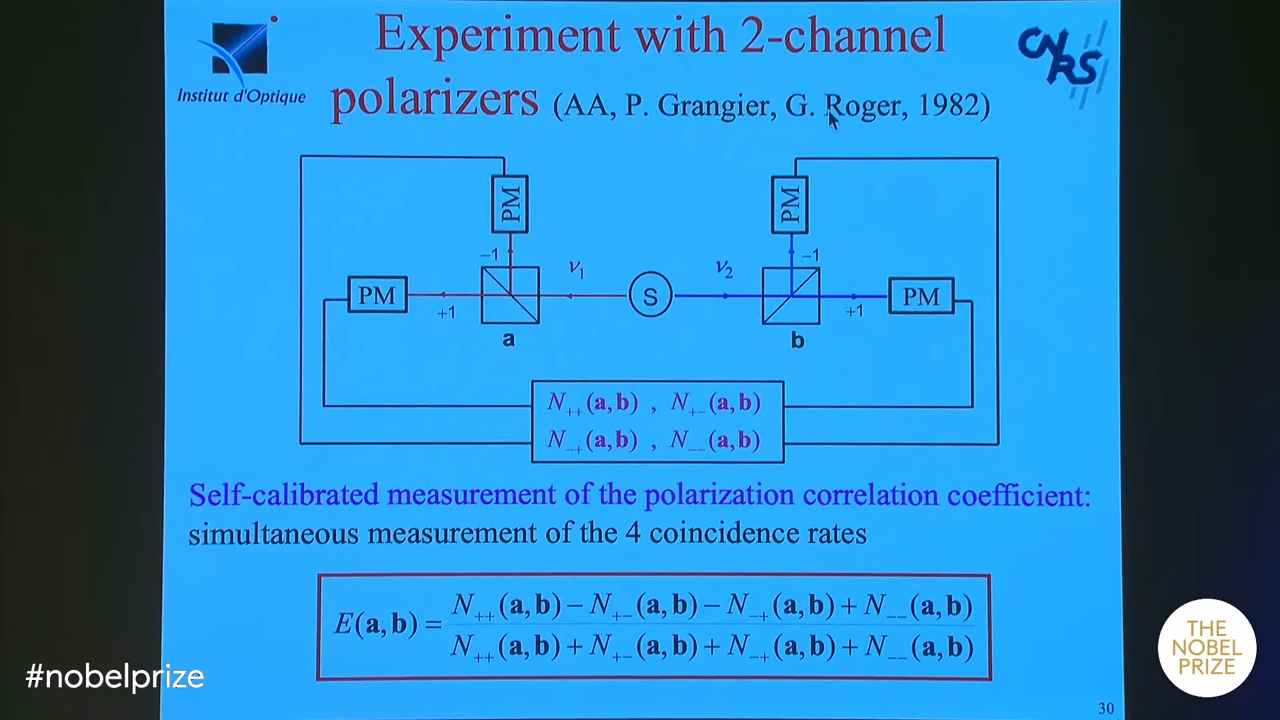 Experiment with 2-channel
polarizers (AA, P. Grangier, G. Roger, 1982)
Institut d'Optique
CNRS
PM
PM
–1
ν1
S
ν2
–1
PM
+1
a
b
+1
PM
N++(a,b) , N+–(a,b)
N–+(a,b) , N––(a,b)
Self-calibrated measurement of the polarization correlation coefficient:
simultaneous measurement of the 4 coincidence rates
E(a,b) = N++(a,b) – N+–(a,b) – N–+(a,b) + N––(a,b)
N++(a,b) + N+–(a,b) + N–+(a,b) + N––(a,b)
#nobelprize
THE
NOBEL
PRIZE
30